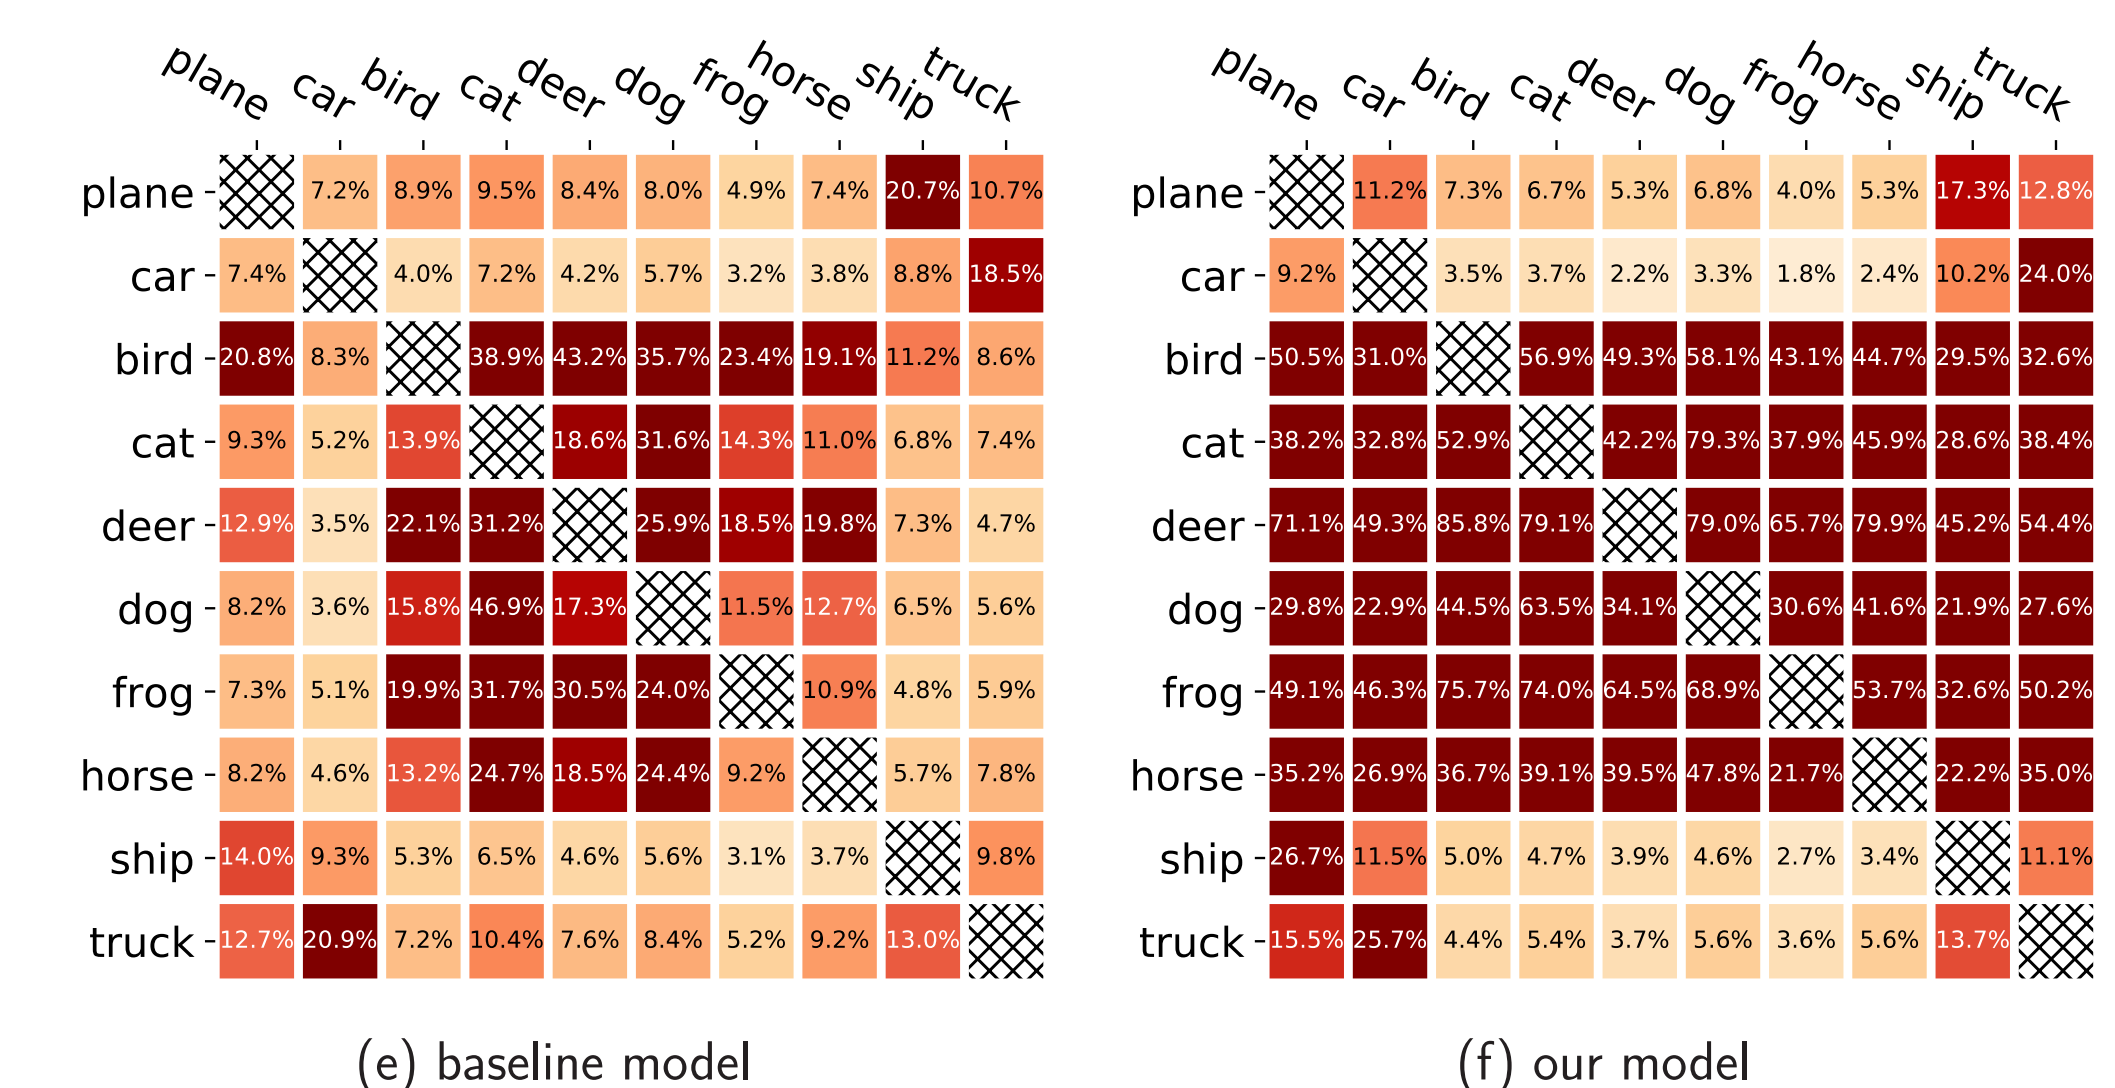 plane car bird cat deer dog frog horse ship truck
plane 7.2% 8.9% 9.5% 8.4% 8.0% 4.9% 7.4% 20.7% 10.7%
car 7.4% 4.0% 7.2% 4.2% 5.7% 3.2% 3.8% 8.8% 18.5%
bird 20.8% 8.3% 38.9% 43.2% 35.7% 23.4% 19.1% 11.2% 8.6%
cat 9.3% 5.2% 13.9% 18.6% 31.6% 14.3% 11.0% 6.8% 7.4%
deer 12.9% 3.5% 22.1% 31.2% 25.9% 18.5% 19.8% 7.3% 4.7%
dog 8.2% 3.6% 15.8% 46.9% 17.3% 11.5% 12.7% 6.5% 5.6%
frog 7.3% 5.1% 19.9% 31.7% 30.5% 24.0% 10.9% 4.8% 5.9%
horse 8.2% 4.6% 13.2% 24.7% 18.5% 24.4% 9.2% 5.7% 7.8%
ship 14.0% 9.3% 5.3% 6.5% 4.6% 5.6% 3.1% 3.7% 9.8%
truck 12.7% 20.9% 7.2% 10.4% 7.6% 8.4% 5.2% 9.2% 13.0%
(e) baseline model
plane car bird cat deer dog frog horse ship truck
plane 11.2% 7.3% 6.7% 5.3% 6.8% 4.0% 5.3% 17.3% 12.8%
car 9.2% 3.5% 3.7% 2.2% 3.3% 1.8% 2.4% 10.2% 24.0%
bird 50.5% 31.0% 56.9% 49.3% 58.1% 43.1% 44.7% 29.5% 32.6%
cat 38.2% 32.8% 52.9% 42.2% 79.3% 37.9% 45.9% 28.6% 38.4%
deer 71.1% 49.3% 85.8% 79.1% 79.0% 65.7% 79.9% 45.2% 54.4%
dog 29.8% 22.9% 44.5% 63.5% 34.1% 30.6% 41.6% 21.9% 27.6%
frog 49.1% 46.3% 75.7% 74.0% 64.5% 68.9% 53.7% 32.6% 50.2%
horse 35.2% 26.9% 36.7% 39.1% 39.5% 47.8% 21.7% 22.2% 35.0%
ship 26.7% 11.5% 5.0% 4.7% 3.9% 4.6% 2.7% 3.4% 11.1%
truck 15.5% 25.7% 4.4% 5.4% 3.7% 5.6% 3.6% 5.6% 13.7%
(f) our model